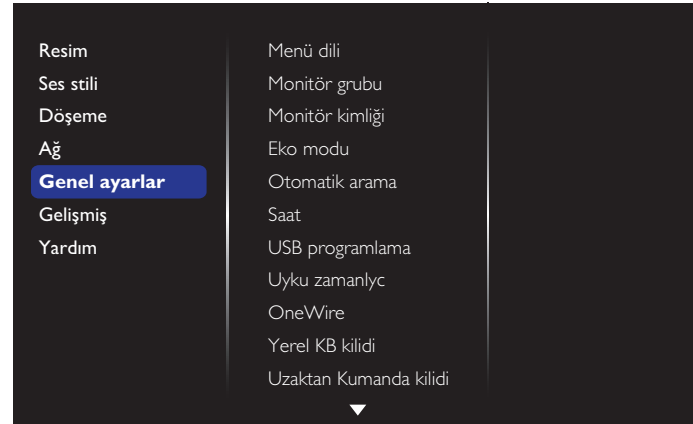 Resim
Ses stili
Döşeme
Ağ
Genel ayarlar
Gelişmiş
Yardım
Menü dili
Monitör grubu
Monitör kimliği
Eko modu
Otomatik arama
Saat
USB programlama
Uyku zamanlyc
OneWire
Yerel KB kilidi
Uzaktan Kumanda kilidi